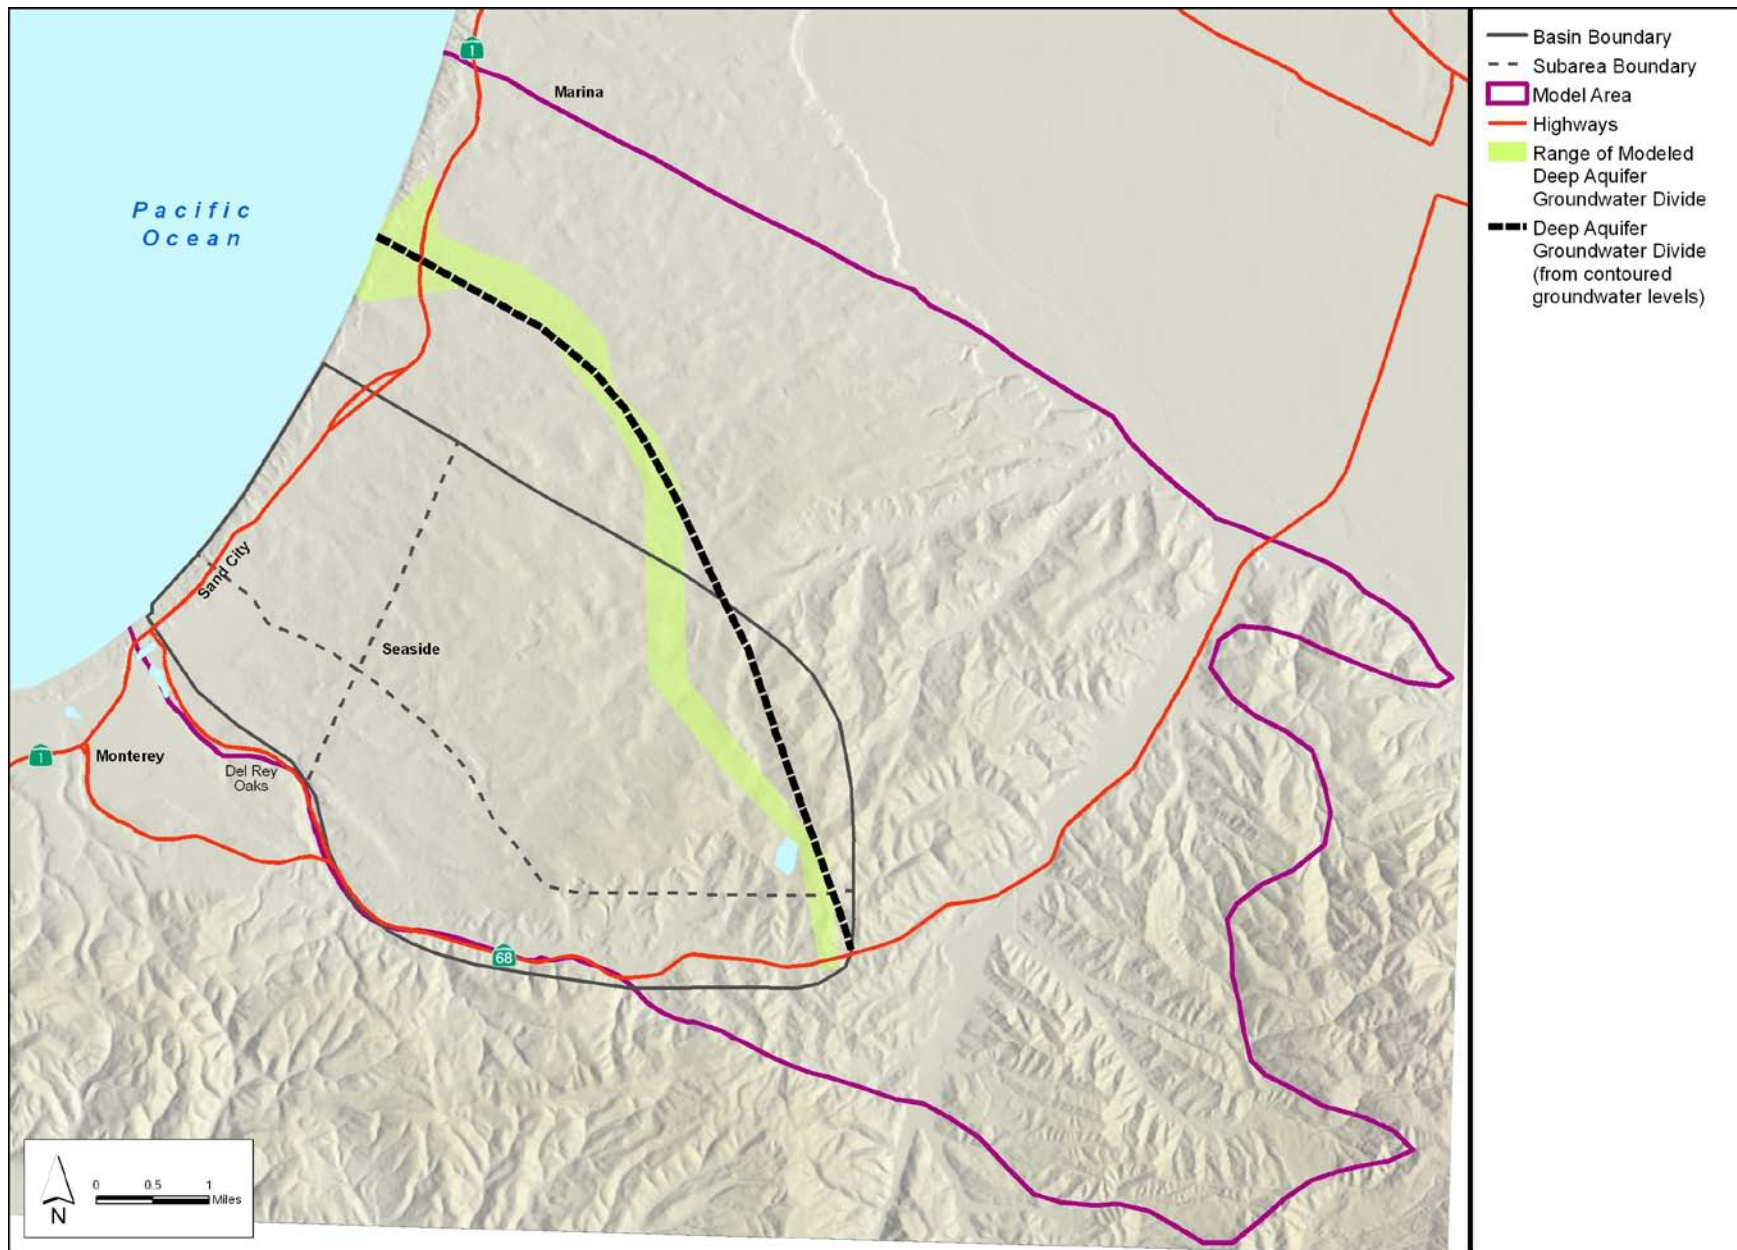 1
Marina
Pacific
Ocean
Sand City
Seaside
1
Monterey
Del Rey
Oaks
68
0 0.5 1
Miles
N
Basin Boundary
Subarea Boundary
Model Area
Highways
Range of Modeled
Deep Aquifer
Groundwater Divide
Deep Aquifer
Groundwater Divide
(from contoured
groundwater levels)